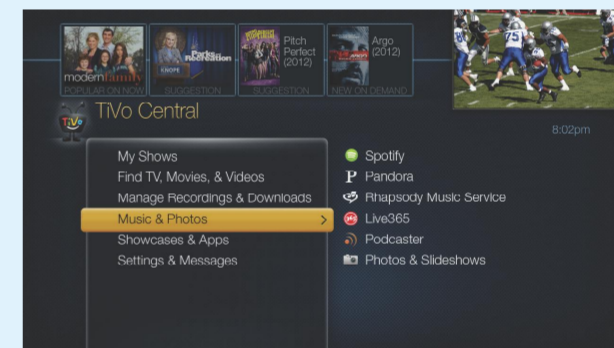 modern family
POPULAR ON NOW
KNOPE
Parks and Recreation
SUGGESTION
Pitch
Perfect
(2012)
SUGGESTION
Argo
(2012)
NEW ON DEMAND
TiVo
TiVo Central
8:02pm
My Shows
Find TV, Movies, & Videos
Manage Recordings & Downloads
Music & Photos
Showcases & Apps
Settings & Messages
Spotify
P Pandora
Rhapsody Music Service
365 Live365
Podcaster
Photos & Slideshows
75